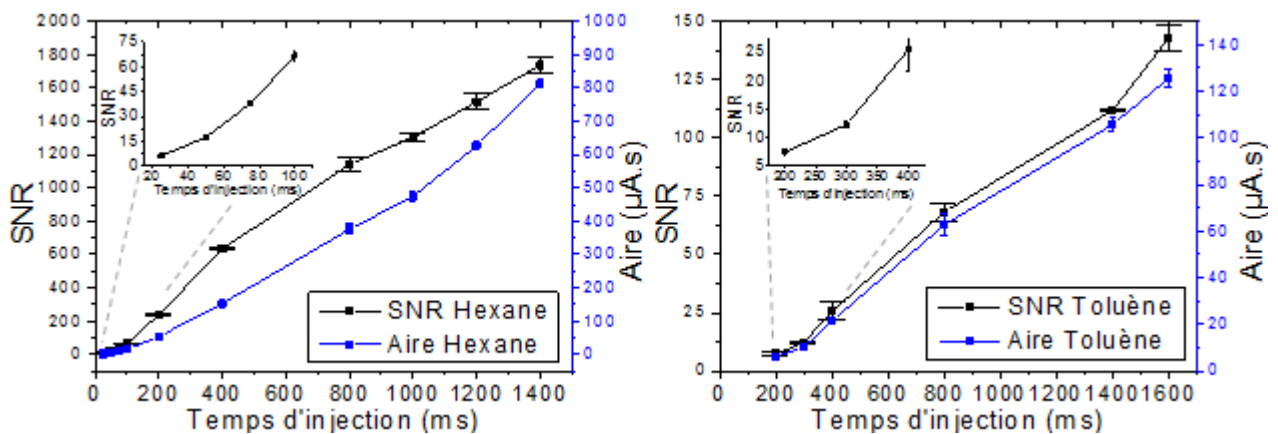 SNR
2000
1800
1600
1400
1200
1000
800
600
400
200
0
75
60
45
30
15
0
SNR
20 40 60 80 100
Temps d'injection (ms)
SNR Hexane
Aire Hexane
0 200 400 600 800 1000 1200 1400
Temps d'injection (ms)
1000
900
800
700
600
500
400
300
200
100
0
Aire (µA.s)
SNR
150
125
100
75
50
25
0
25
20
15
10
5
SNR
200 250 300 350 400
Temps d'injection (ms)
SNR Toluène
Aire Toluène
0 200 400 600 800 1000 1200 1400 1600
Temps d'injection (ms)
140
120
100
80
60
40
20
0
Aire (µA.s)